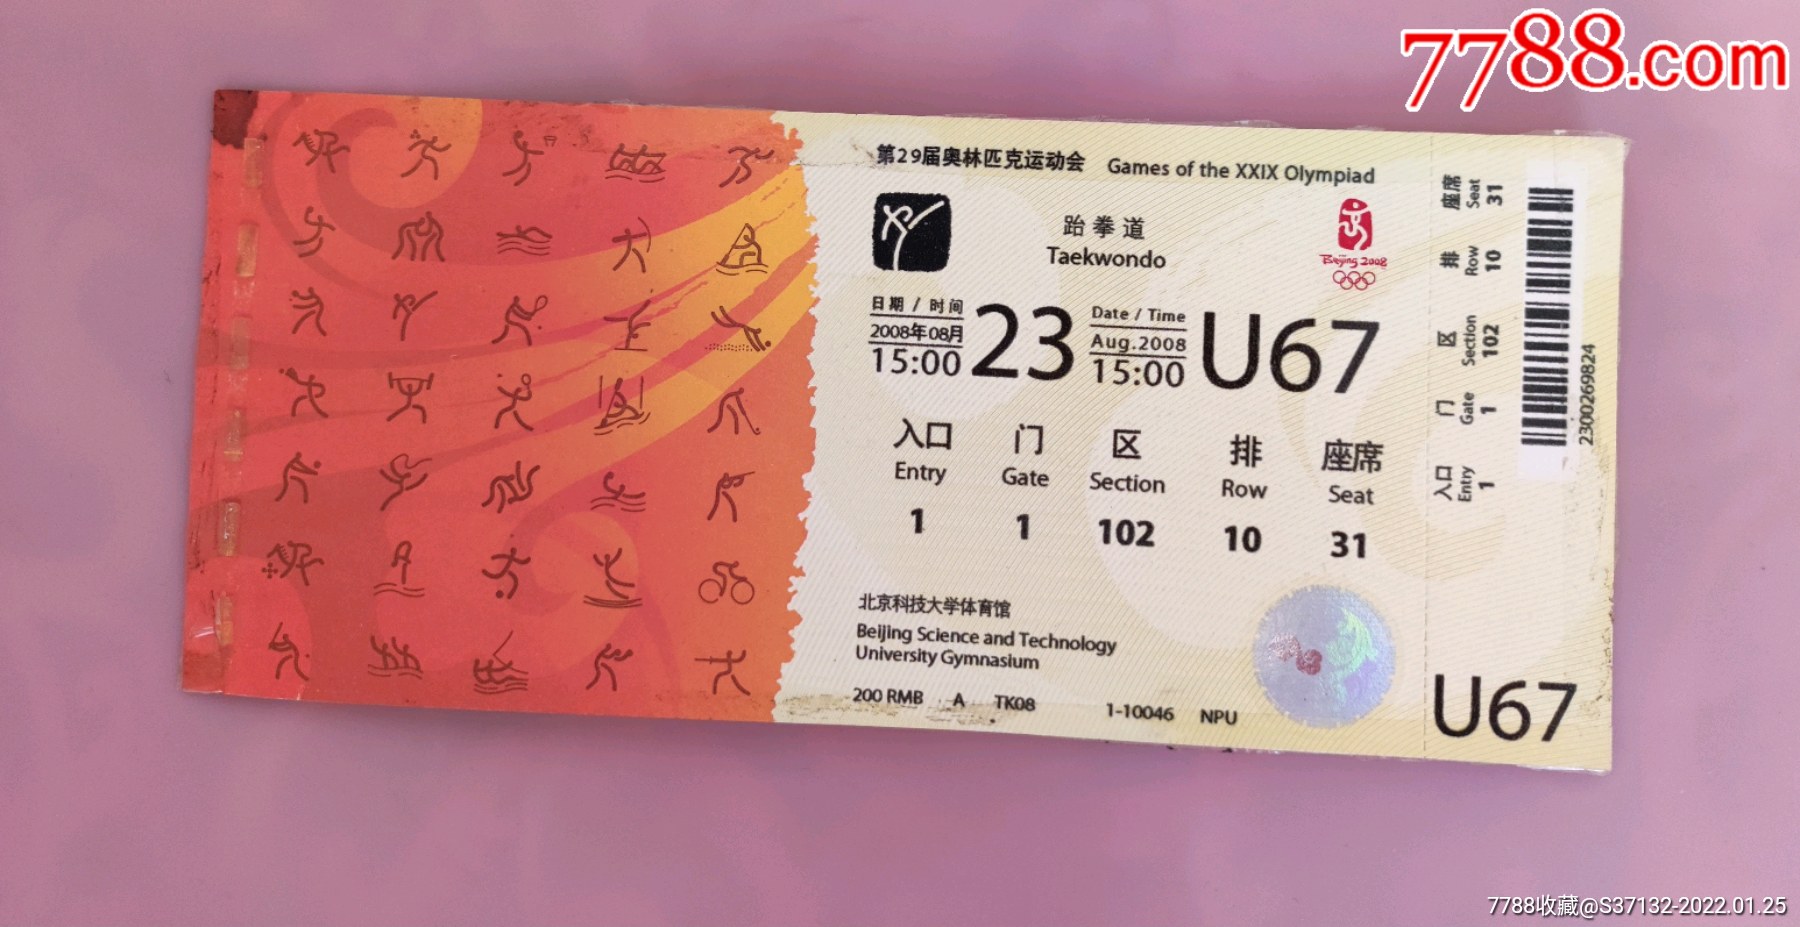 7788.com
第29届奥林匹克运动会 Games of the XXIX Olympiad
跆拳道
Taekwondo
Beijing 2008
日期 / 时间
2008年08月
15:00
23
Date / Time
Aug.2008
15:00
U67
入口 门 区 排 座席
Entry Gate Section Row Seat
1 1 102 10 31
北京科技大学体育馆
Beijing Science and Technology
University Gymnasium
200 RMB A TK08 1-10046 NPU
座席 Seat 31
排 Row 10
区 Section 102
门 Gate 1
入口 Entry 1
2300269824
U67
7788收藏@S37132-2022.01.25